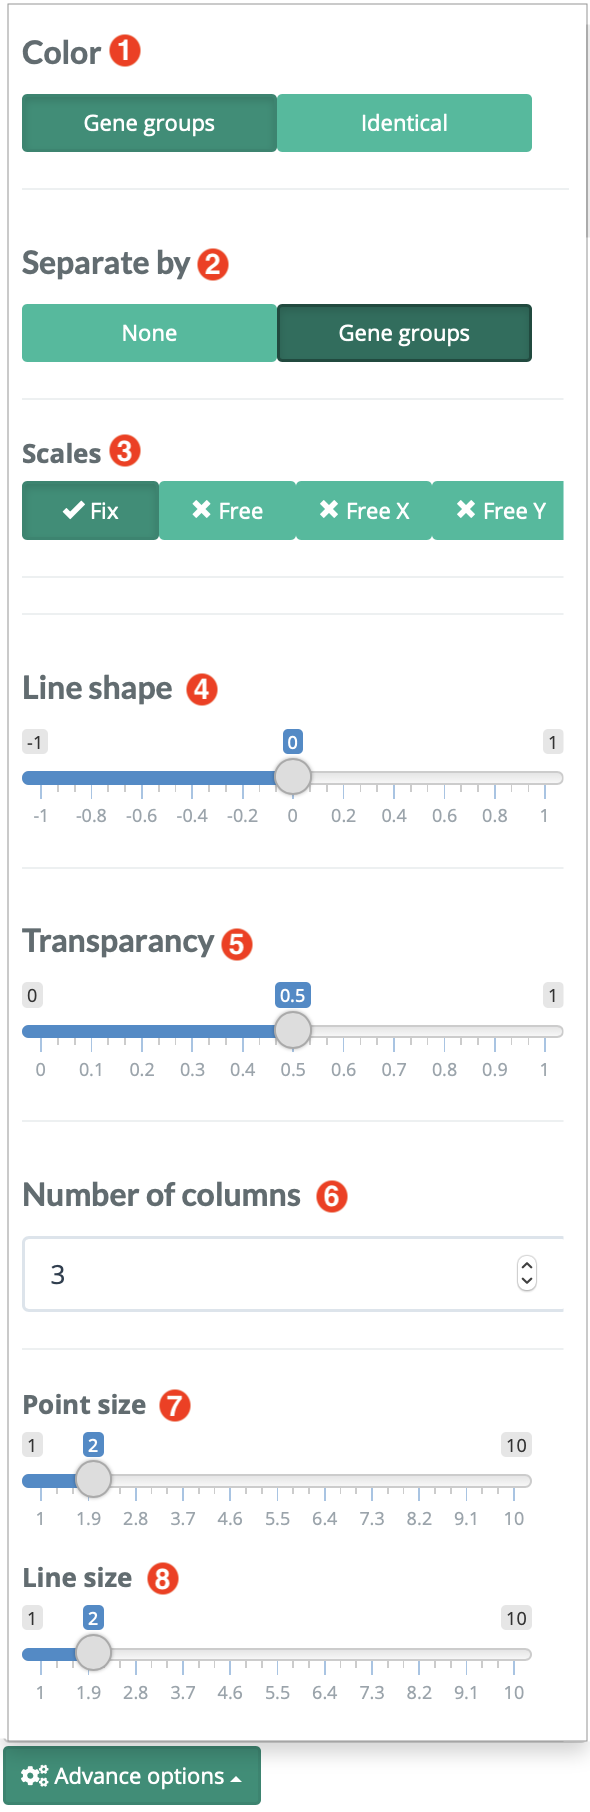 Color 1
Gene groups Identical
Separate by 2
None Gene groups
Scales 3
Fix Free Free X Free Y
Line shape 4
-1 0 1
-1 -0.8 -0.6 -0.4 -0.2 0 0.2 0.4 0.6 0.8 1
Transparancy 5
0 0.5 1
0 0.1 0.2 0.3 0.4 0.5 0.6 0.7 0.8 0.9 1
Number of columns 6
3
Point size 7
1 2 10
1 1.9 2.8 3.7 4.6 5.5 6.4 7.3 8.2 9.1 10
Line size 8
1 2 10
1 1.9 2.8 3.7 4.6 5.5 6.4 7.3 8.2 9.1 10
Advance options